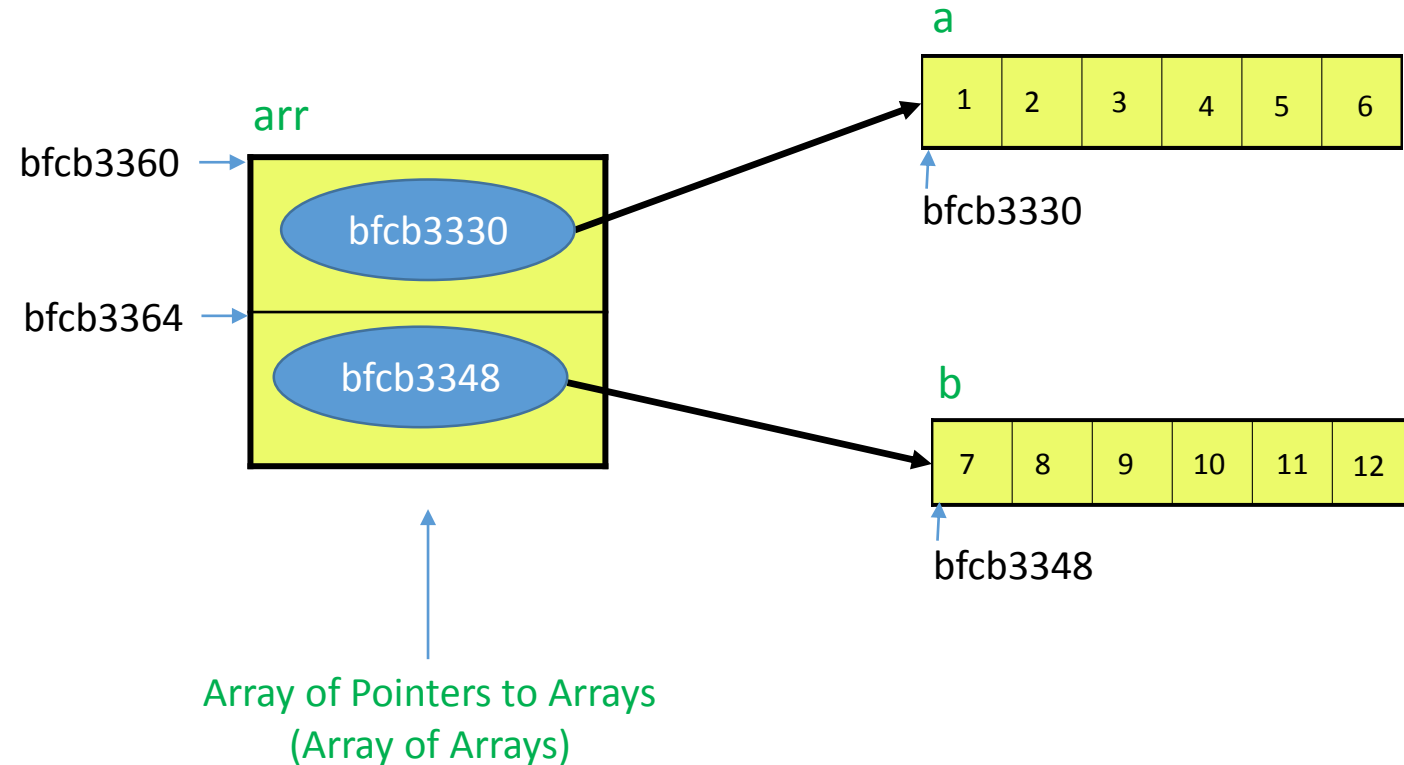 a
1 2 3 4 5 6
bfcb3330
arr
bfcb3360
bfcb3330
bfcb3364
bfcb3348
b
7 8 9 10 11 12
bfcb3348
Array of Pointers to Arrays
(Array of Arrays)